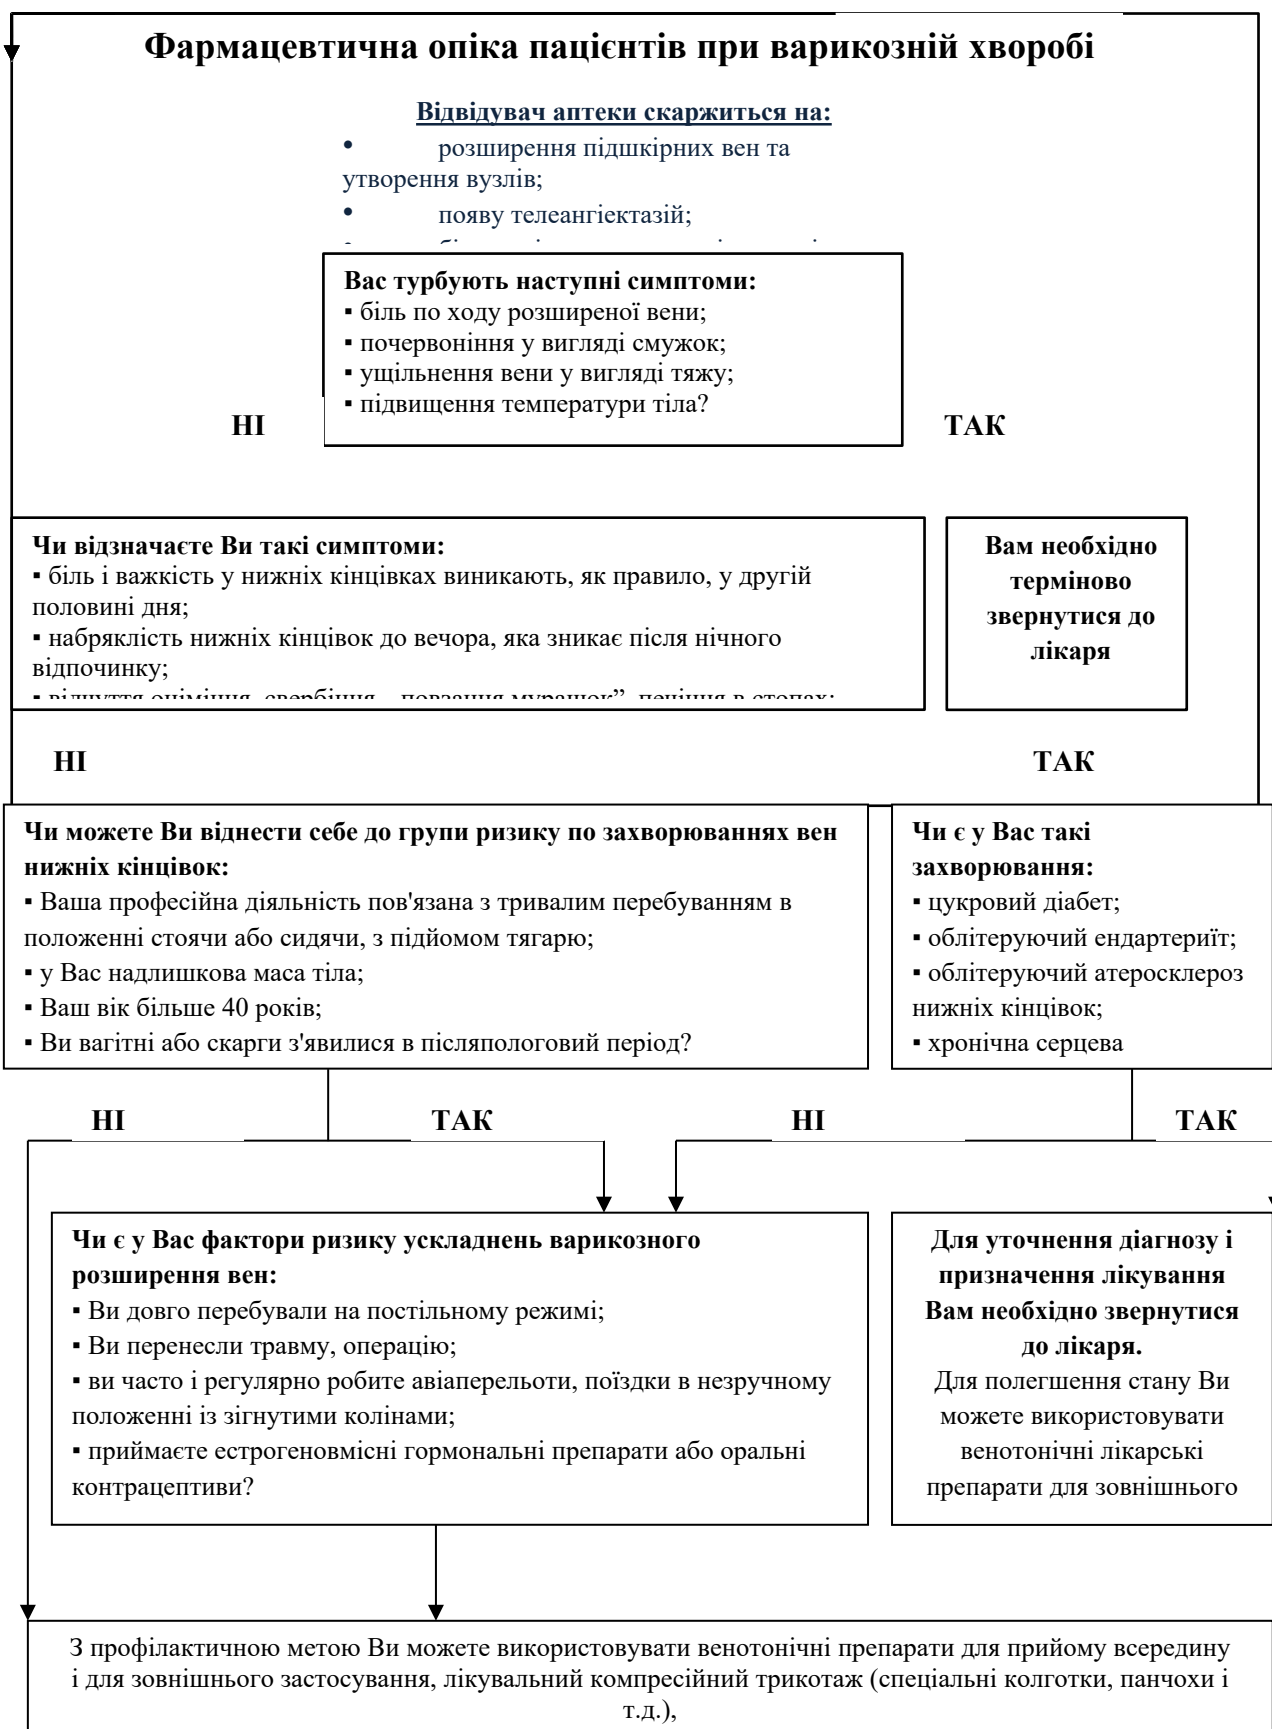 Фармацевтична опіка пацієнтів при варикозній хворобі
Відвідувач аптеки скаржиться на:
• розширення підшкірних вен та
утворення вузлів;
• появу телеангіектазій;
Вас турбують наступні симптоми:
▪ біль по ходу розширеної вени;
▪ почервоніння у вигляді смужок;
▪ ущільнення вени у вигляді тяжу;
▪ підвищення температури тіла?
НІ
ТАК
Чи відзначаєте Ви такі симптоми:
▪ біль і важкість у нижніх кінцівках виникають, як правило, у другій
половині дня;
▪ набряклість нижніх кінцівок до вечора, яка зникає після нічного
відпочинку;
▪ відчуття оніміння, свербіння, „повзання мурашок”, печіння в стопах;
Вам необхідно
терміново
звернутися до
лікаря
НІ
ТАК
Чи можете Ви віднести себе до групи ризику по захворюваннях вен
нижніх кінцівок:
▪ Ваша професійна діяльність пов'язана з тривалим перебуванням в
положенні стоячи або сидячи, з підйомом тягарю;
▪ у Вас надлишкова маса тіла;
▪ Ваш вік більше 40 років;
▪ Ви вагітні або скарги з'явилися в післяпологовий період?
Чи є у Вас такі
захворювання:
▪ цукровий діабет;
▪ облітеруючий ендартеріїт;
▪ облітеруючий атеросклероз
нижніх кінцівок;
▪ хронічна серцева
НІ
ТАК
НІ
ТАК
Чи є у Вас фактори ризику ускладнень варикозного
розширення вен:
▪ Ви довго перебували на постільному режимі;
▪ Ви перенесли травму, операцію;
▪ ви часто і регулярно робите авіаперельоти, поїздки в незручному
положенні із зігнутими колінами;
▪ приймаєте естрогеновмісні гормональні препарати або оральні
контрацептиви?
Для уточнення діагнозу і
призначення лікування
Вам необхідно звернутися
до лікаря.
Для полегшення стану Ви
можете використовувати
венотонічні лікарські
препарати для зовнішнього
З профілактичною метою Ви можете використовувати венотонічні препарати для прийому всередину
і для зовнішнього застосування, лікувальний компресійний трикотаж (спеціальні колготки, панчохи і
т.д.),